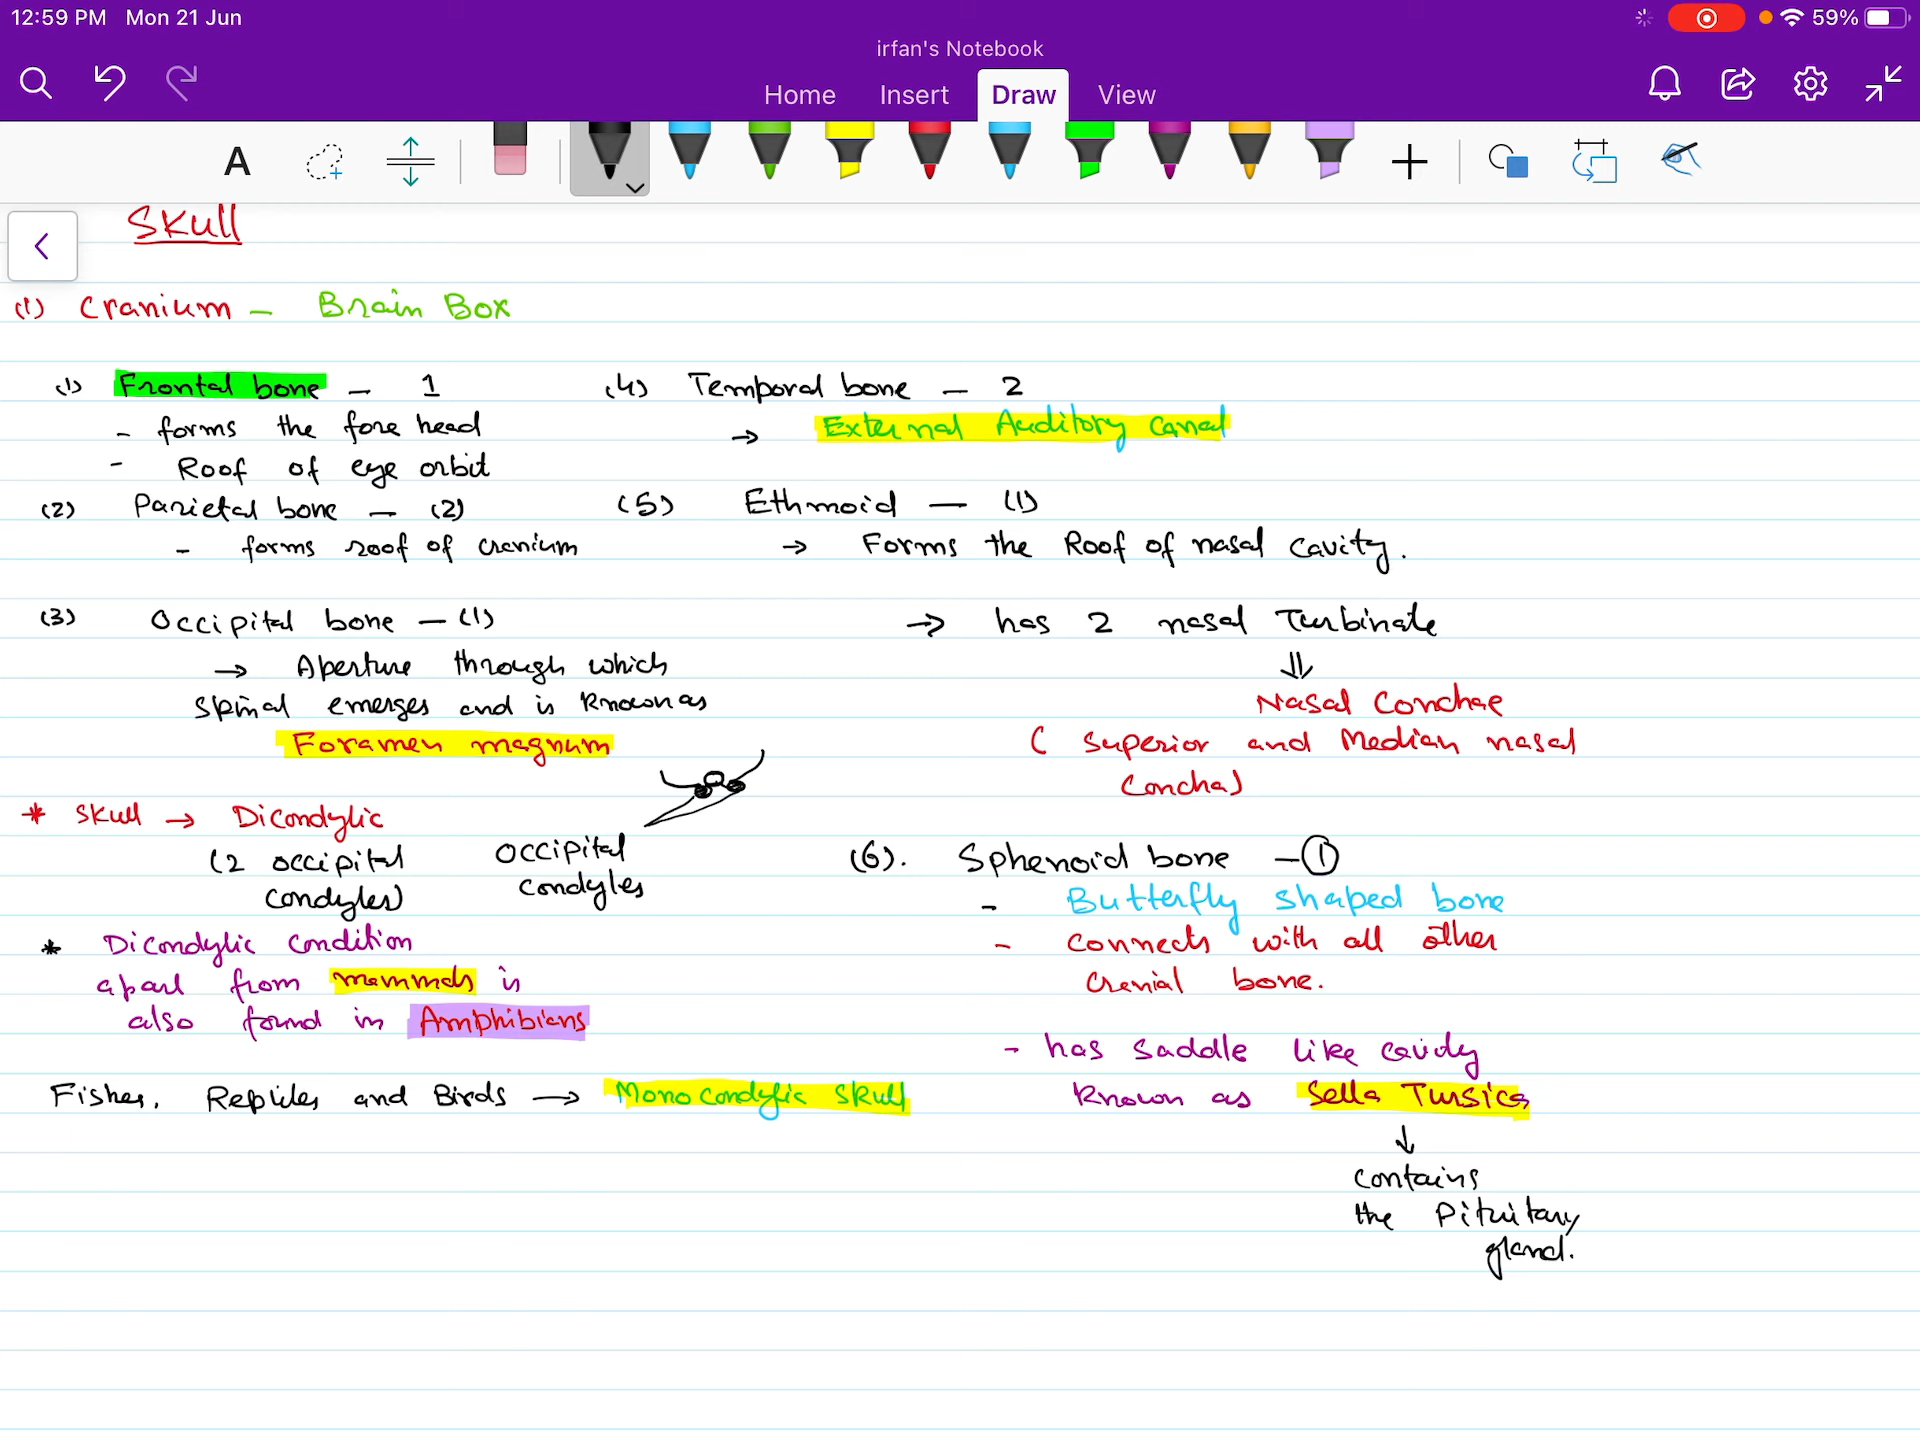 12:59 PM Mon 21 Jun
59%
irfan's Notebook
Home Insert Draw View
A
Skull
(1) Cranium - Brain Box
(1) Frontal bone - 1
- forms the fore head
- Roof of eye orbit
(2) Parietal bone - (2)
- forms roof of cranium
(3) Occipital bone - (1)
→ Aperture through which
spinal emerges and is known as
Foramen magnum
* Skull → Dicondylic
(2 occipital
condyles)
Occipital
condyles
* Dicondylic condition
apart from mammals is
also found in Amphibians
Fishes, Reptiles and Birds → Monocondylic Skull
(4) Temporal bone - 2
→ External Auditory Canal
(5) Ethmoid - (1)
→ Forms the Roof of nasal cavity.
→ has 2 nasal Turbinate
⇓
Nasal Conchae
( Superior and Median nasal
Concha)
(6). Sphenoid bone - 1
- Butterfly shaped bone
- connects with all other
cranial bone.
- has saddle like cavity
known as Sella Tursica
↓
contains
the Pituitary
gland.